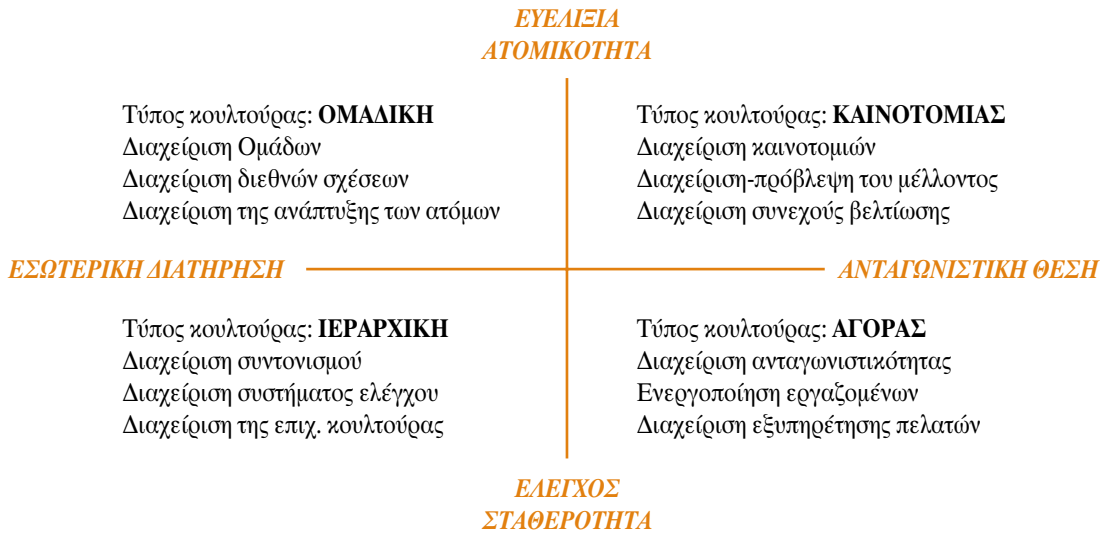 ΕΥΕΛΙΞΙΑ
ΑΤΟΜΙΚΟΤΗΤΑ
Τύπος κουλτούρας: ΟΜΑΔΙΚΗ
Διαχείριση Ομάδων
Διαχείριση διεθνών σχέσεων
Διαχείριση της ανάπτυξης των ατόμων
Τύπος κουλτούρας: ΚΑΙΝΟΤΟΜΙΑΣ
Διαχείριση καινοτομιών
Διαχείριση-πρόβλεψη του μέλλοντος
Διαχείριση συνεχούς βελτίωσης
ΕΣΩΤΕΡΙΚΗ ΔΙΑΤΗΡΗΣΗ
ΑΝΤΑΓΩΝΙΣΤΙΚΗ ΘΕΣΗ
Τύπος κουλτούρας: ΙΕΡΑΡΧΙΚΗ
Διαχείριση συντονισμού
Διαχείριση συστήματος ελέγχου
Διαχείριση της επιχ. κουλτούρας
Τύπος κουλτούρας: ΑΓΟΡΑΣ
Διαχείριση ανταγωνιστικότητας
Ενεργοποίηση εργαζομένων
Διαχείριση εξυπηρέτησης πελατών
ΕΛΕΓΧΟΣ
ΣΤΑΘΕΡΟΤΗΤΑ